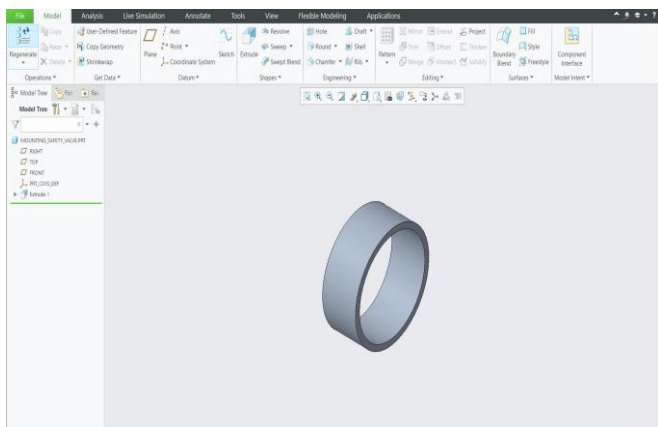 File Model Analysis Live Simulation Annotate Tools View Flexible Modeling Applications
Regenerate
Copy
Paste
Delete
Operations
User-Defined Feature
Copy Geometry
Shrinkwrap
Get Data
Plane
Axis
Point
Coordinate System
Sketch
Datum
Extrude
Revolve
Sweep
Swept Blend
Shapes
Hole Draft
Round Shell
Chamfer Rib
Engineering
Pattern
Mirror Extend Project
Trim Offset Thicken
Merge Intersect Solidify
Editing
Boundary
Blend
Fill
Style
Freestyle
Surfaces
Component
Interface
Model Intent
Model Tree
Model Tree
MOUNTING_SAFETY_VALVE.PRT
RIGHT
TOP
FRONT
PRT_CSYS_DEF
Extrude 1